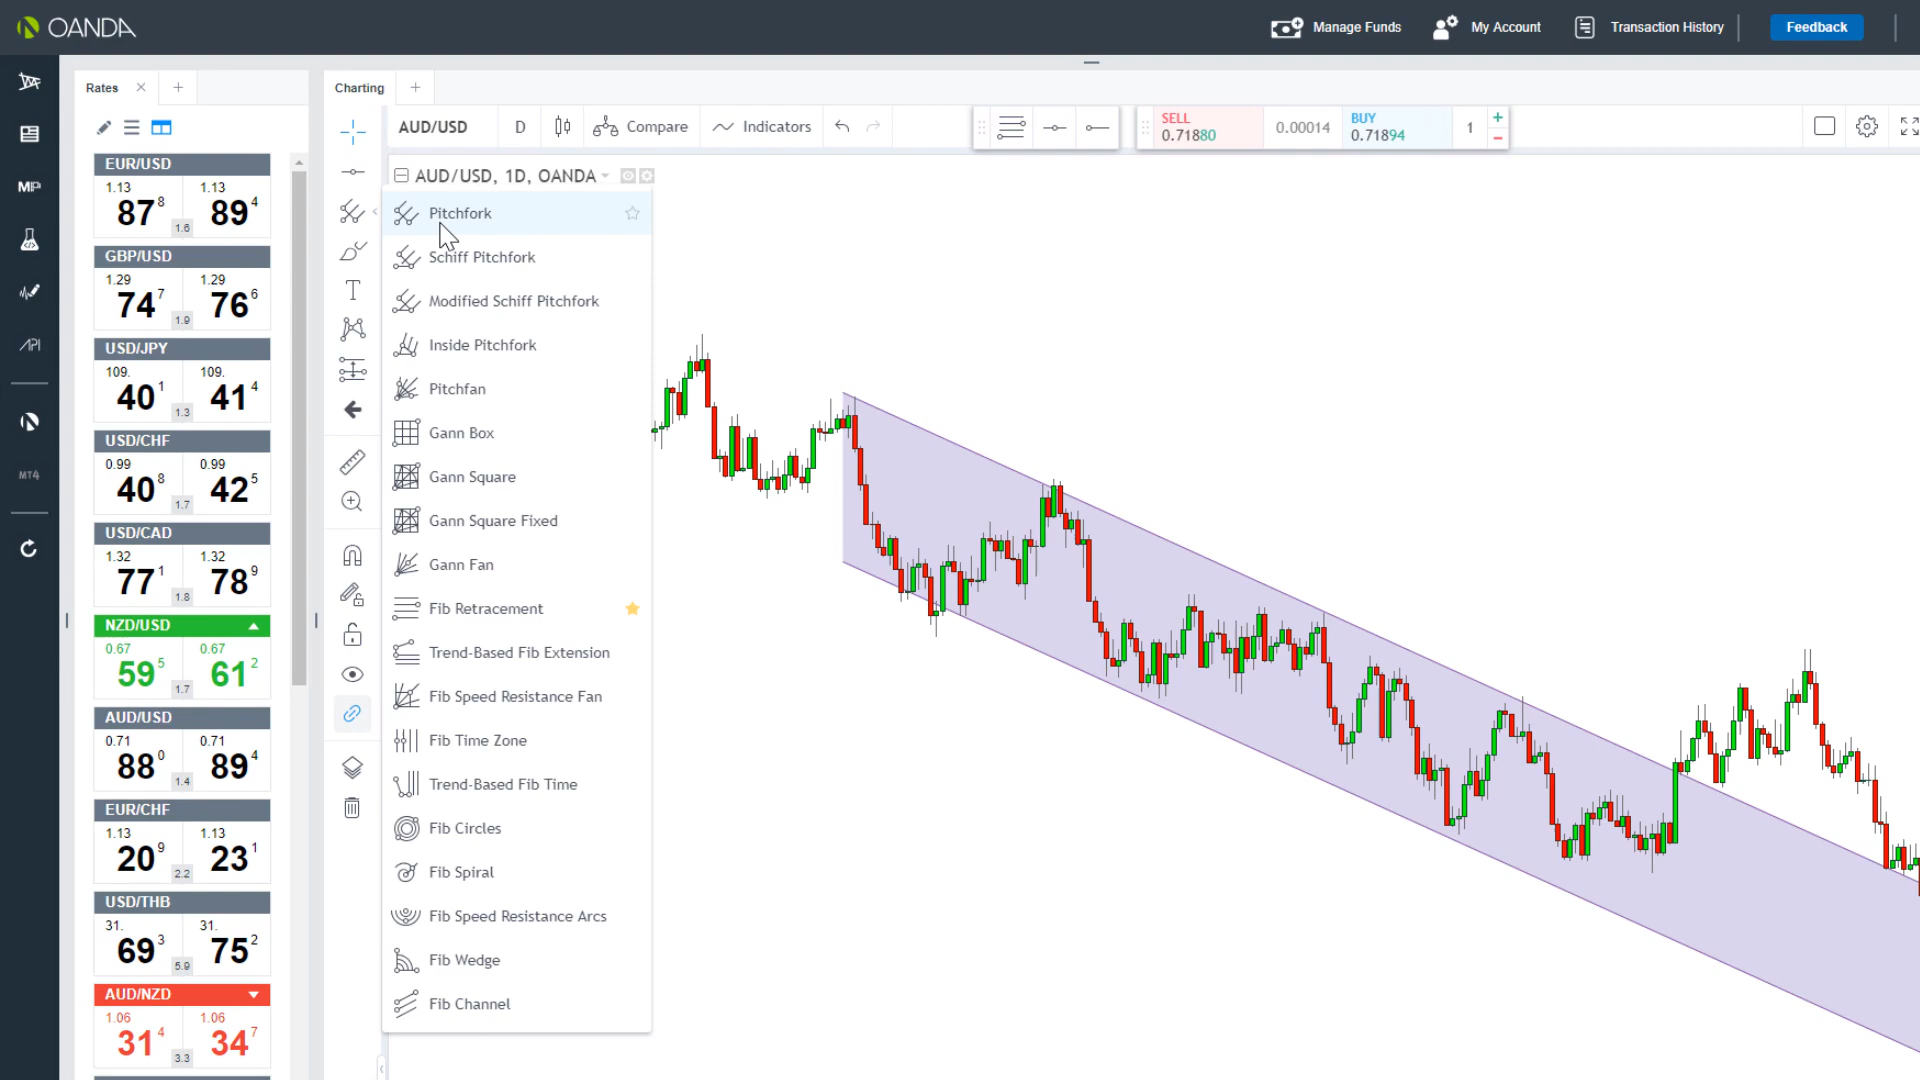 OANDA
Manage Funds
My Account
Transaction History
Feedback
Rates
Charting
AUD/USD
D
Compare
Indicators
SELL
0.71880
0.00014
BUY
0.71894
1
AUD/USD, 1D, OANDA
MP
API
MT4
EUR/USD
1.13 1.13
87 8 89 4
1.6
GBP/USD
1.29 1.29
74 7 76 6
1.9
USD/JPY
109. 109.
40 1 41 4
1.3
USD/CHF
0.99 0.99
40 8 42 5
1.7
USD/CAD
1.32 1.32
77 1 78 9
1.8
NZD/USD
0.67 0.67
59 5 61 2
1.7
AUD/USD
0.71 0.71
88 0 89 4
1.4
EUR/CHF
1.13 1.13
20 9 23 1
2.2
USD/THB
31. 31.
69 3 75 2
5.9
AUD/NZD
1.06 1.06
31 4 34 7
3.3
Pitchfork
Schiff Pitchfork
Modified Schiff Pitchfork
Inside Pitchfork
Pitchfan
Gann Box
Gann Square
Gann Square Fixed
Gann Fan
Fib Retracement
Trend-Based Fib Extension
Fib Speed Resistance Fan
Fib Time Zone
Trend-Based Fib Time
Fib Circles
Fib Spiral
Fib Speed Resistance Arcs
Fib Wedge
Fib Channel